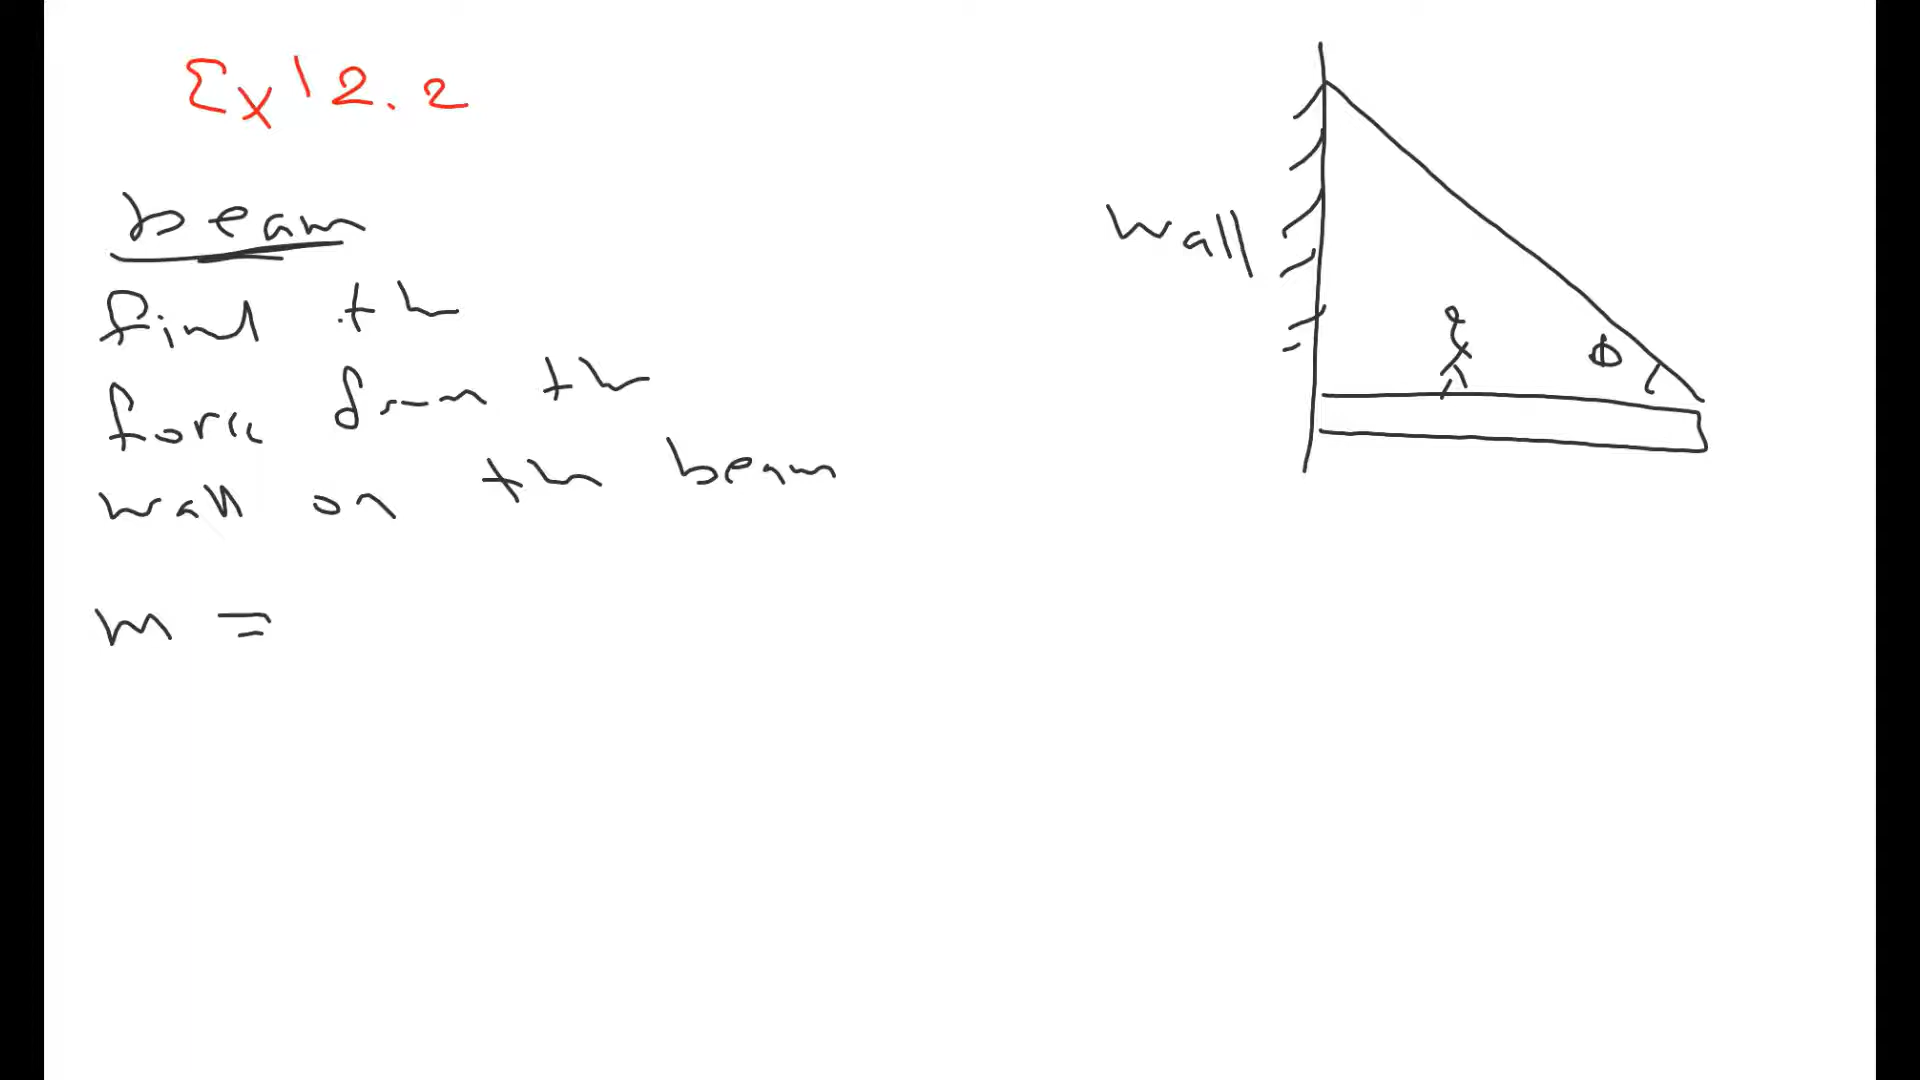 Ex 12.2
beam
find the
force from the
wall on the beam
m =
wall
Φ